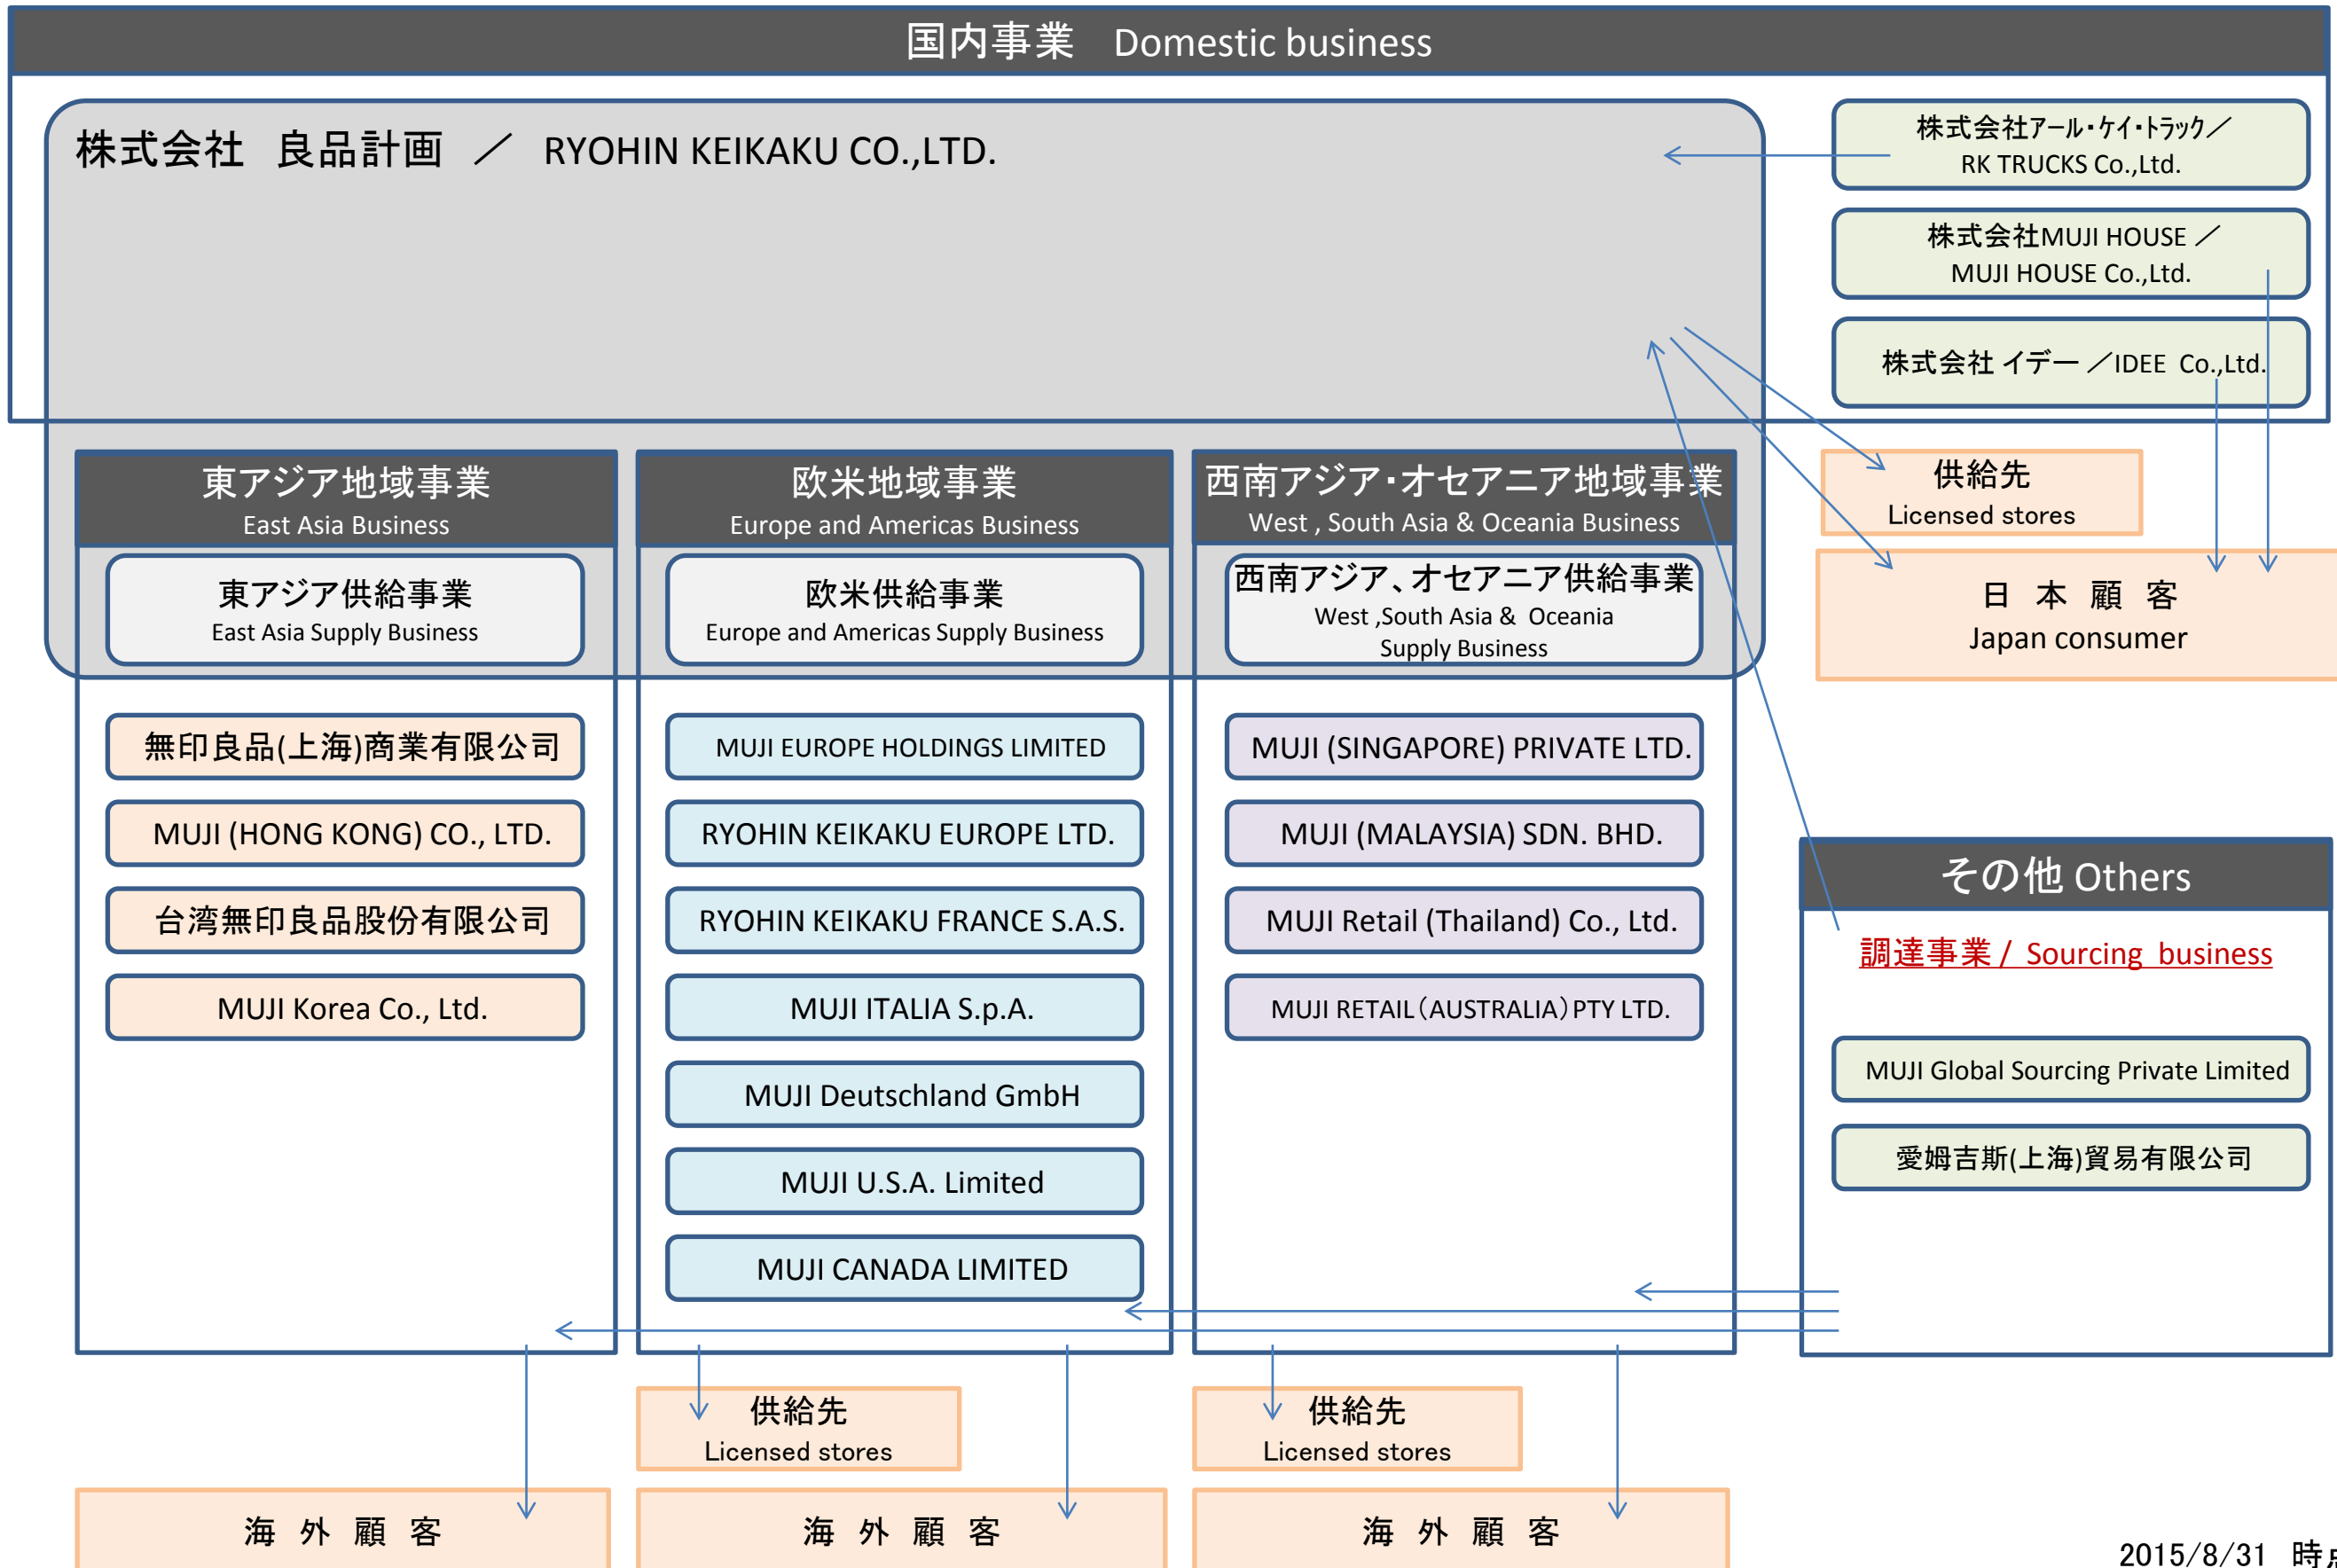 国内事業 Domestic business
株式会社 良品計画 ／ RYOHIN KEIKAKU CO.,LTD.
株式会社アール・ケイ・トラック／
RK TRUCKS Co.,Ltd.
株式会社MUJI HOUSE ／
MUJI HOUSE Co.,Ltd.
株式会社 イデー ／IDEE Co.,Ltd.
東アジア地域事業
East Asia Business
東アジア供給事業
East Asia Supply Business
無印良品(上海)商業有限公司
MUJI (HONG KONG) CO., LTD.
台湾無印良品股份有限公司
MUJI Korea Co., Ltd.
欧米地域事業
Europe and Americas Business
欧米供給事業
Europe and Americas Supply Business
MUJI EUROPE HOLDINGS LIMITED
RYOHIN KEIKAKU EUROPE LTD.
RYOHIN KEIKAKU FRANCE S.A.S.
MUJI ITALIA S.p.A.
MUJI Deutschland GmbH
MUJI U.S.A. Limited
MUJI CANADA LIMITED
西南アジア・オセアニア地域事業
West , South Asia & Oceania Business
西南アジア、オセアニア供給事業
West ,South Asia & Oceania
Supply Business
MUJI (SINGAPORE) PRIVATE LTD.
MUJI (MALAYSIA) SDN. BHD.
MUJI Retail (Thailand) Co., Ltd.
MUJI RETAIL（AUSTRALIA）PTY LTD.
供給先
Licensed stores
日 本 顧 客
Japan consumer
その他 Others
調達事業 / Sourcing business
MUJI Global Sourcing Private Limited
愛姆吉斯(上海)貿易有限公司
供給先
Licensed stores
供給先
Licensed stores
海 外 顧 客
海 外 顧 客
海 外 顧 客
2015/8/31 時点